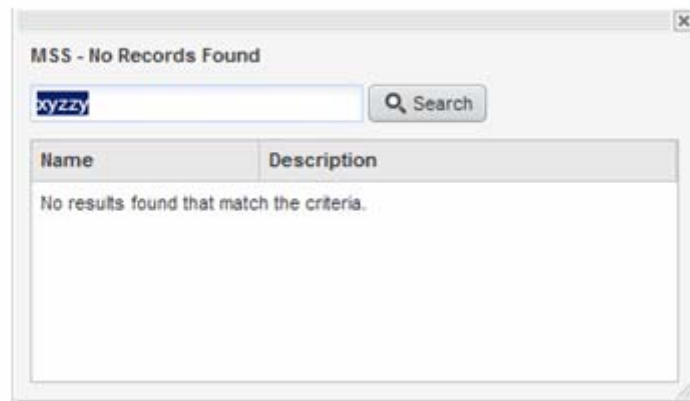 MSS - No Records Found
xyzzy
Search
Name Description
No results found that match the criteria.